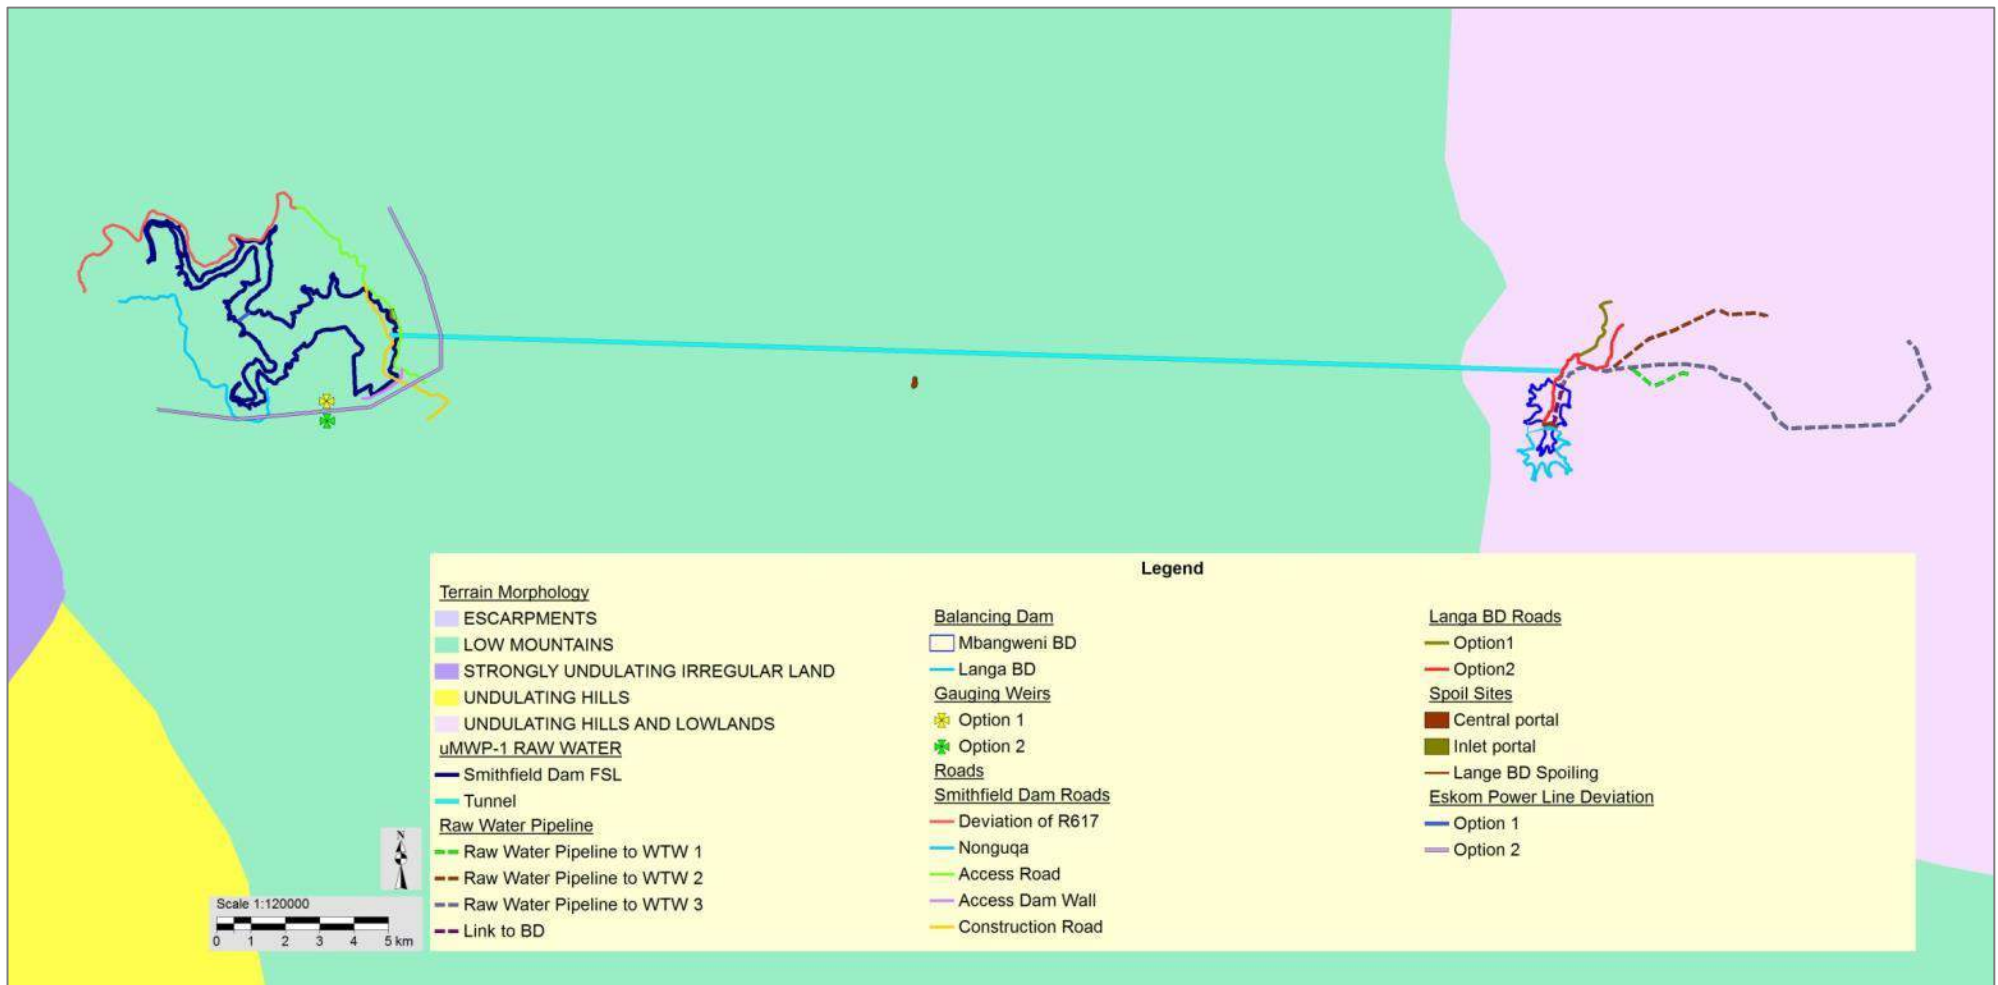 Legend
Terrain Morphology
ESCARPMENTS
LOW MOUNTAINS
STRONGLY UNDULATING IRREGULAR LAND
UNDULATING HILLS
UNDULATING HILLS AND LOWLANDS
uMWP-1 RAW WATER
Smithfield Dam FSL
Tunnel
Raw Water Pipeline
Raw Water Pipeline to WTW 1
Raw Water Pipeline to WTW 2
Raw Water Pipeline to WTW 3
Link to BD
Balancing Dam
Mbangweni BD
Langa BD
Gauging Weirs
Option 1
Option 2
Roads
Smithfield Dam Roads
Deviation of R617
Nonguqa
Access Road
Access Dam Wall
Construction Road
Langa BD Roads
Option1
Option2
Spoil Sites
Central portal
Inlet portal
Lange BD Spoiling
Eskom Power Line Deviation
Option 1
Option 2
N
Scale 1:120000
0 1 2 3 4 5 km